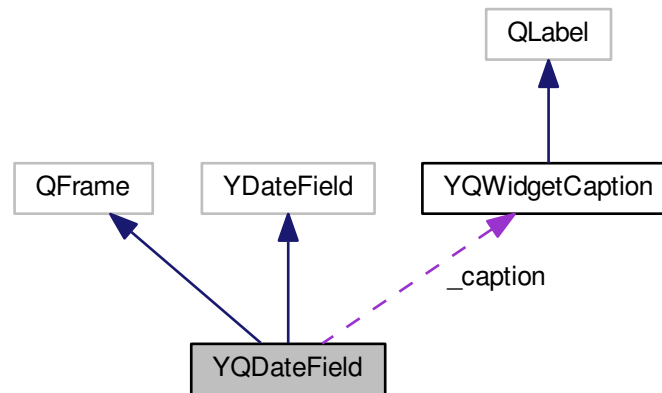 QLabel
QFrame
YDateField
YQWidgetCaption
_caption
YQDateField